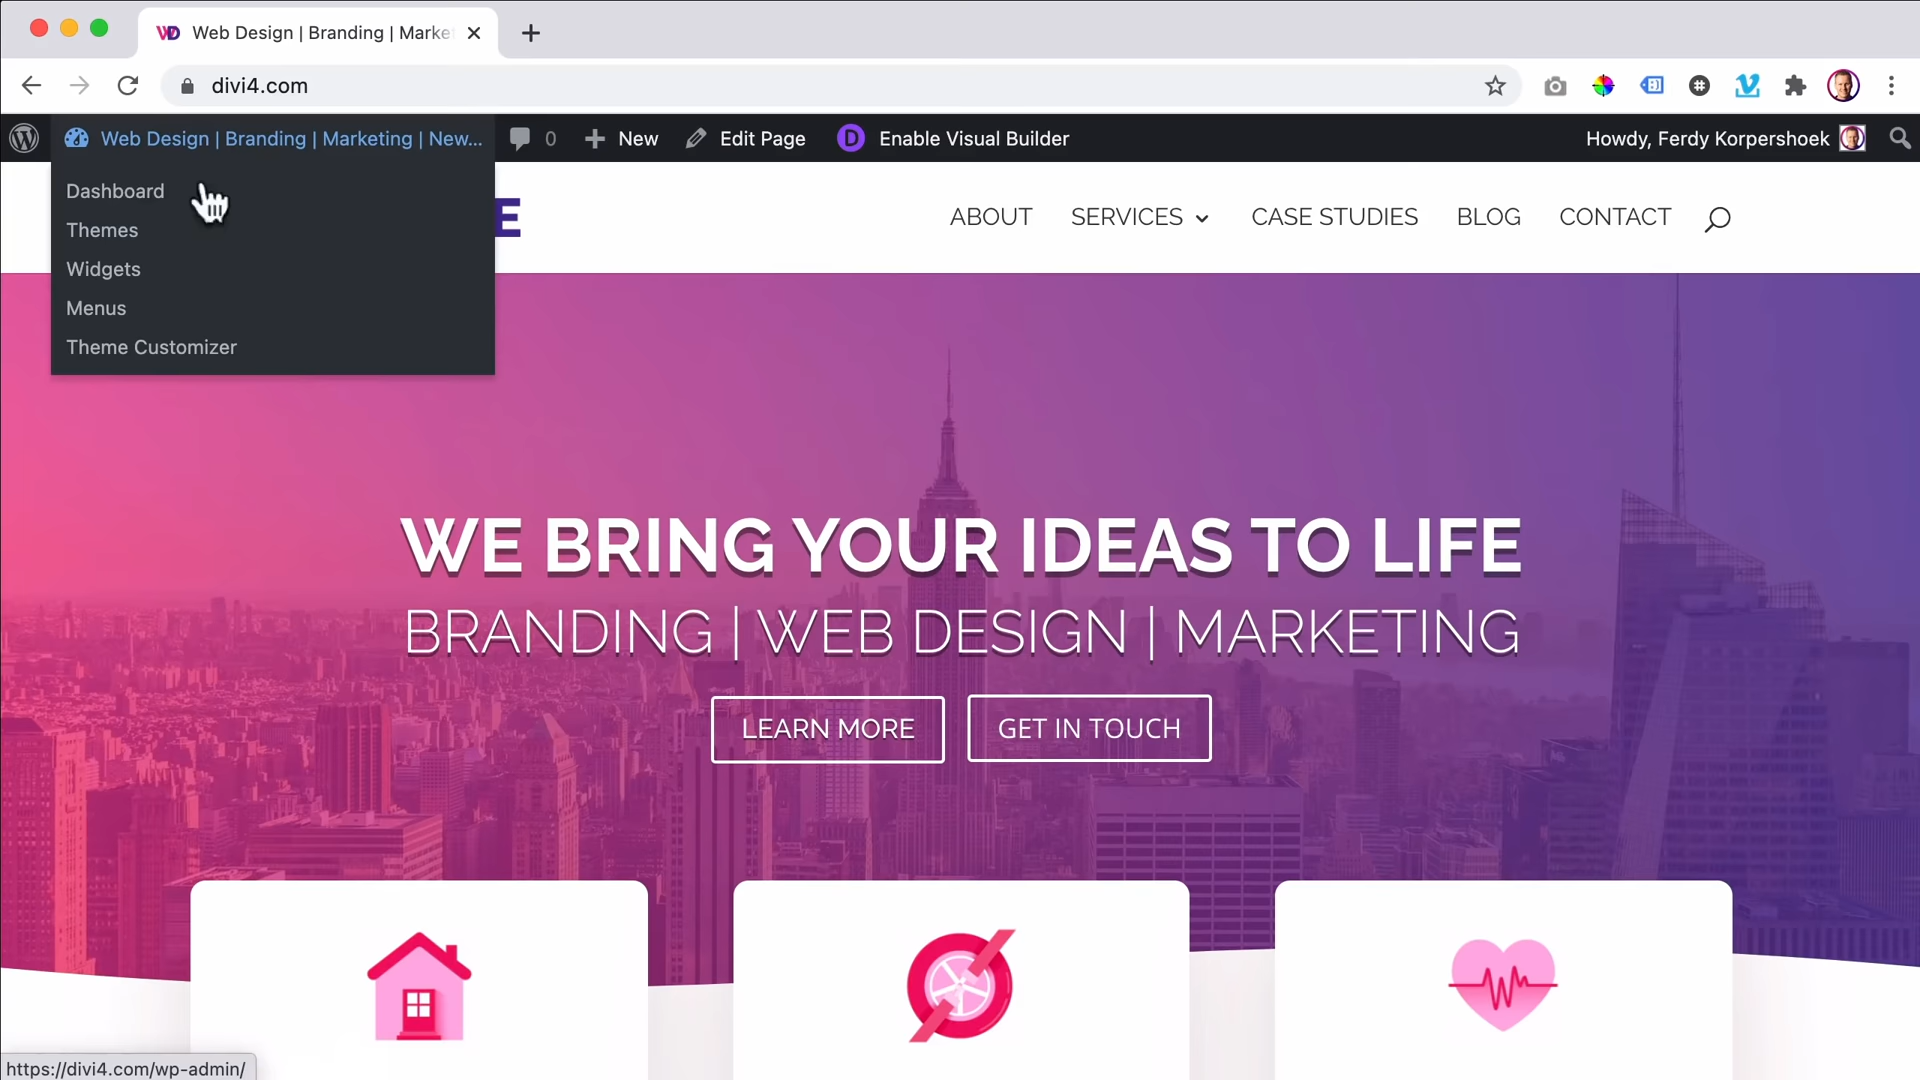 Web Design | Branding | Marke
divi4.com
Web Design | Branding | Marketing | New... 0 New Edit Page Enable Visual Builder Howdy, Ferdy Korpershoek
Dashboard
Themes
Widgets
Menus
Theme Customizer
E
ABOUT SERVICES CASE STUDIES BLOG CONTACT
WE BRING YOUR IDEAS TO LIFE
BRANDING | WEB DESIGN | MARKETING
LEARN MORE GET IN TOUCH
https://divi4.com/wp-admin/